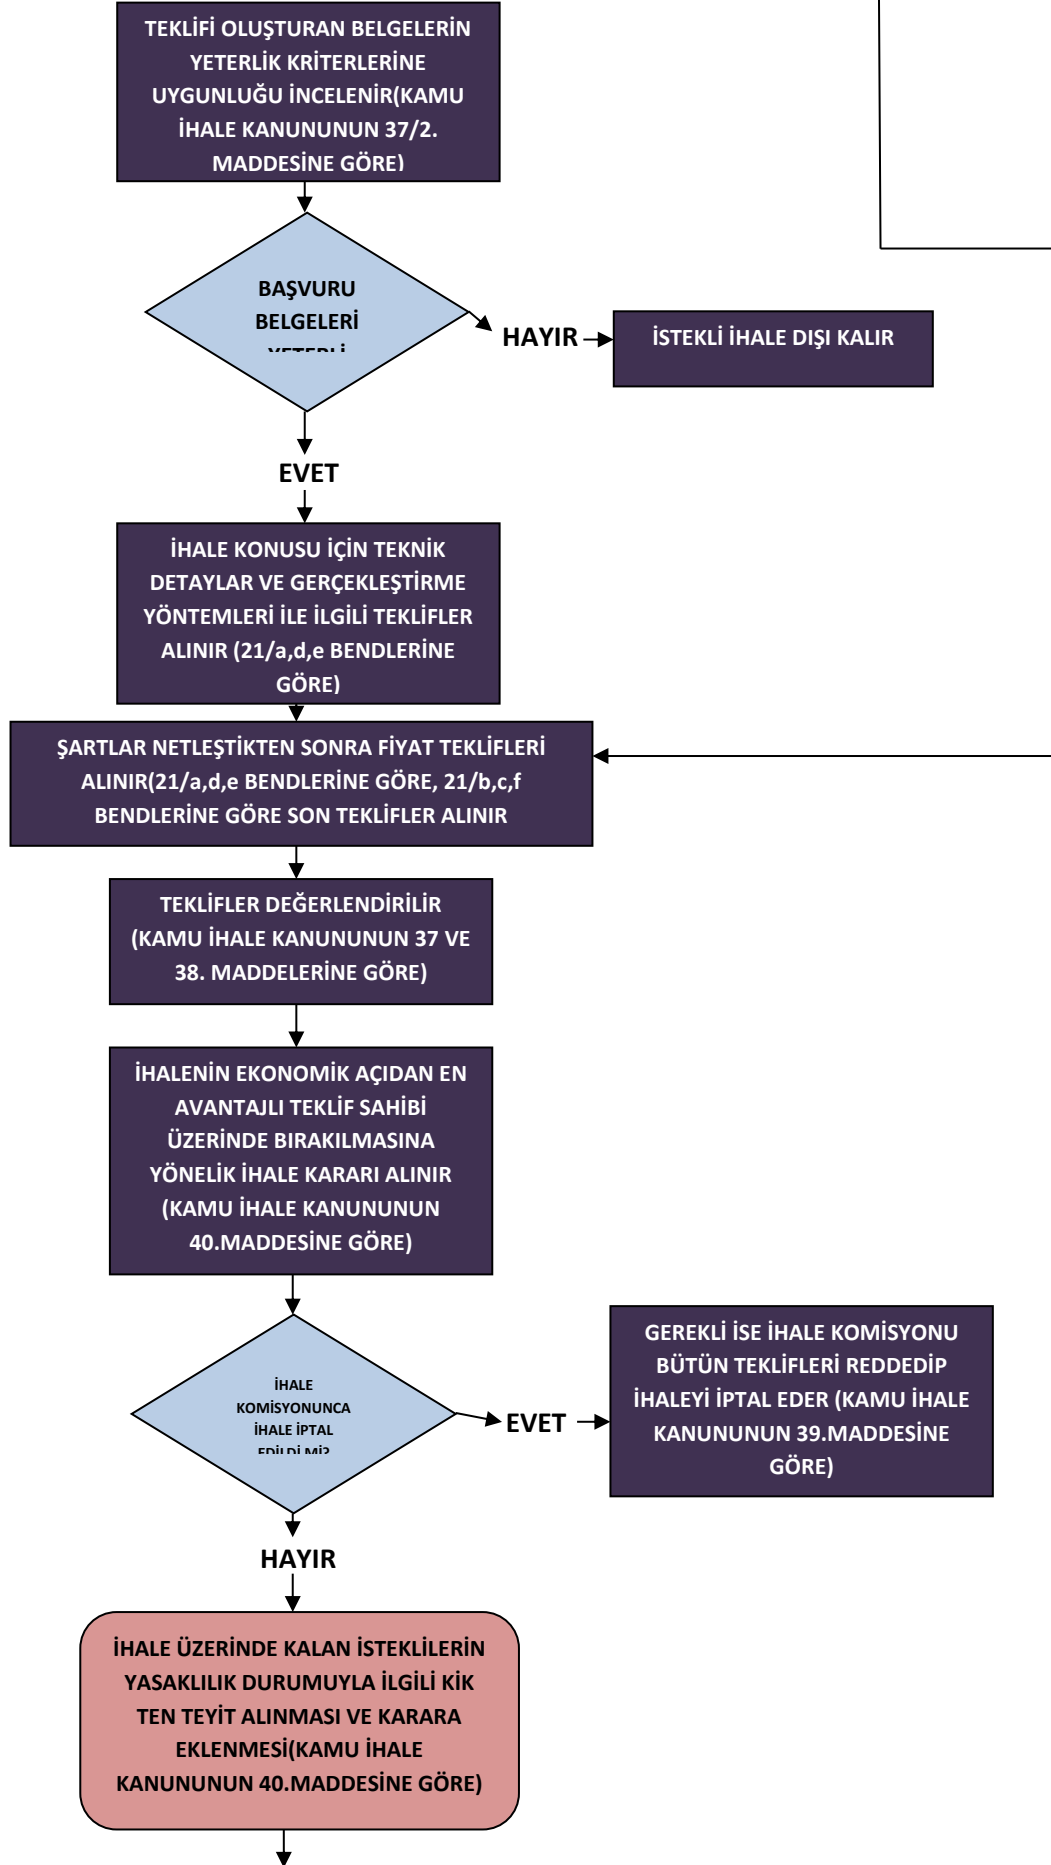 TEKLİFİ OLUŞTURAN BELGELERİN
YETERLİK KRİTERLERİNE
UYGUNLUĞU İNCELENİR(KAMU
İHALE KANUNUNUN 37/2.
MADDESİNE GÖRE)
BAŞVURU
BELGELERİ
YETERLİ
HAYIR
İSTEKLİ İHALE DIŞI KALIR
EVET
İHALE KONUSU İÇİN TEKNİK
DETAYLAR VE GERÇEKLEŞTİRME
YÖNTEMLERİ İLE İLGİLİ TEKLİFLER
ALINIR (21/a,d,e BENDLERİNE
GÖRE)
ŞARTLAR NETLEŞTİKTEN SONRA FİYAT TEKLİFLERİ
ALINIR(21/a,d,e BENDLERİNE GÖRE, 21/b,c,f
BENDLERİNE GÖRE SON TEKLİFLER ALINIR
TEKLİFLER DEĞERLENDİRİLİR
(KAMU İHALE KANUNUNUN 37 VE
38. MADDELERİNE GÖRE)
İHALENİN EKONOMİK AÇIDAN EN
AVANTAJLI TEKLİF SAHİBİ
ÜZERİNDE BIRAKILMASINA
YÖNELİK İHALE KARARI ALINIR
(KAMU İHALE KANUNUNUN
40.MADDESİNE GÖRE)
İHALE
KOMİSYONUNCA
İHALE İPTAL
EDİLDİ Mİ?
EVET
GEREKLİ İSE İHALE KOMİSYONU
BÜTÜN TEKLİFLERİ REDDEDİP
İHALEYİ İPTAL EDER (KAMU İHALE
KANUNUNUN 39.MADDESİNE
GÖRE)
HAYIR
İHALE ÜZERİNDE KALAN İSTEKLİLERİN
YASAKLILIK DURUMUYLA İLGİLİ KİK
TEN TEYİT ALINMASI VE KARARA
EKLENMESİ(KAMU İHALE
KANUNUNUN 40.MADDESİNE GÖRE)